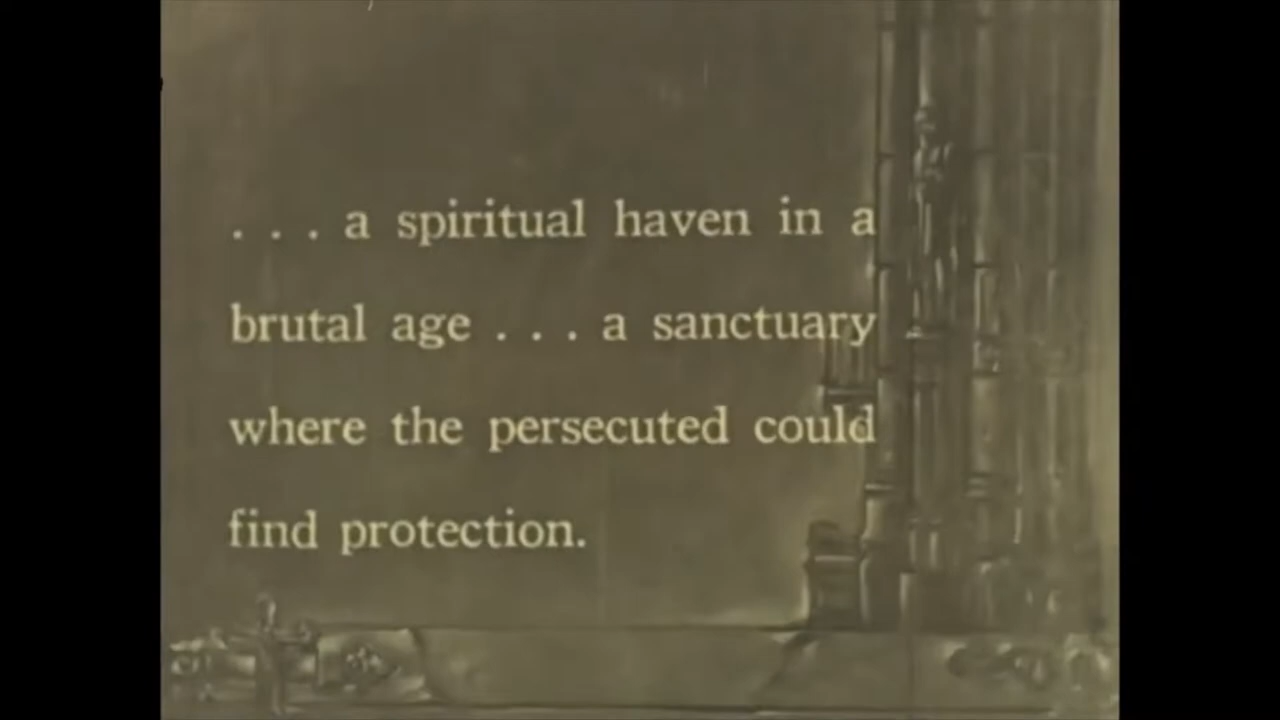 . . . a spiritual haven in a
brutal age . . . a sanctuary
where the persecuted could
find protection.